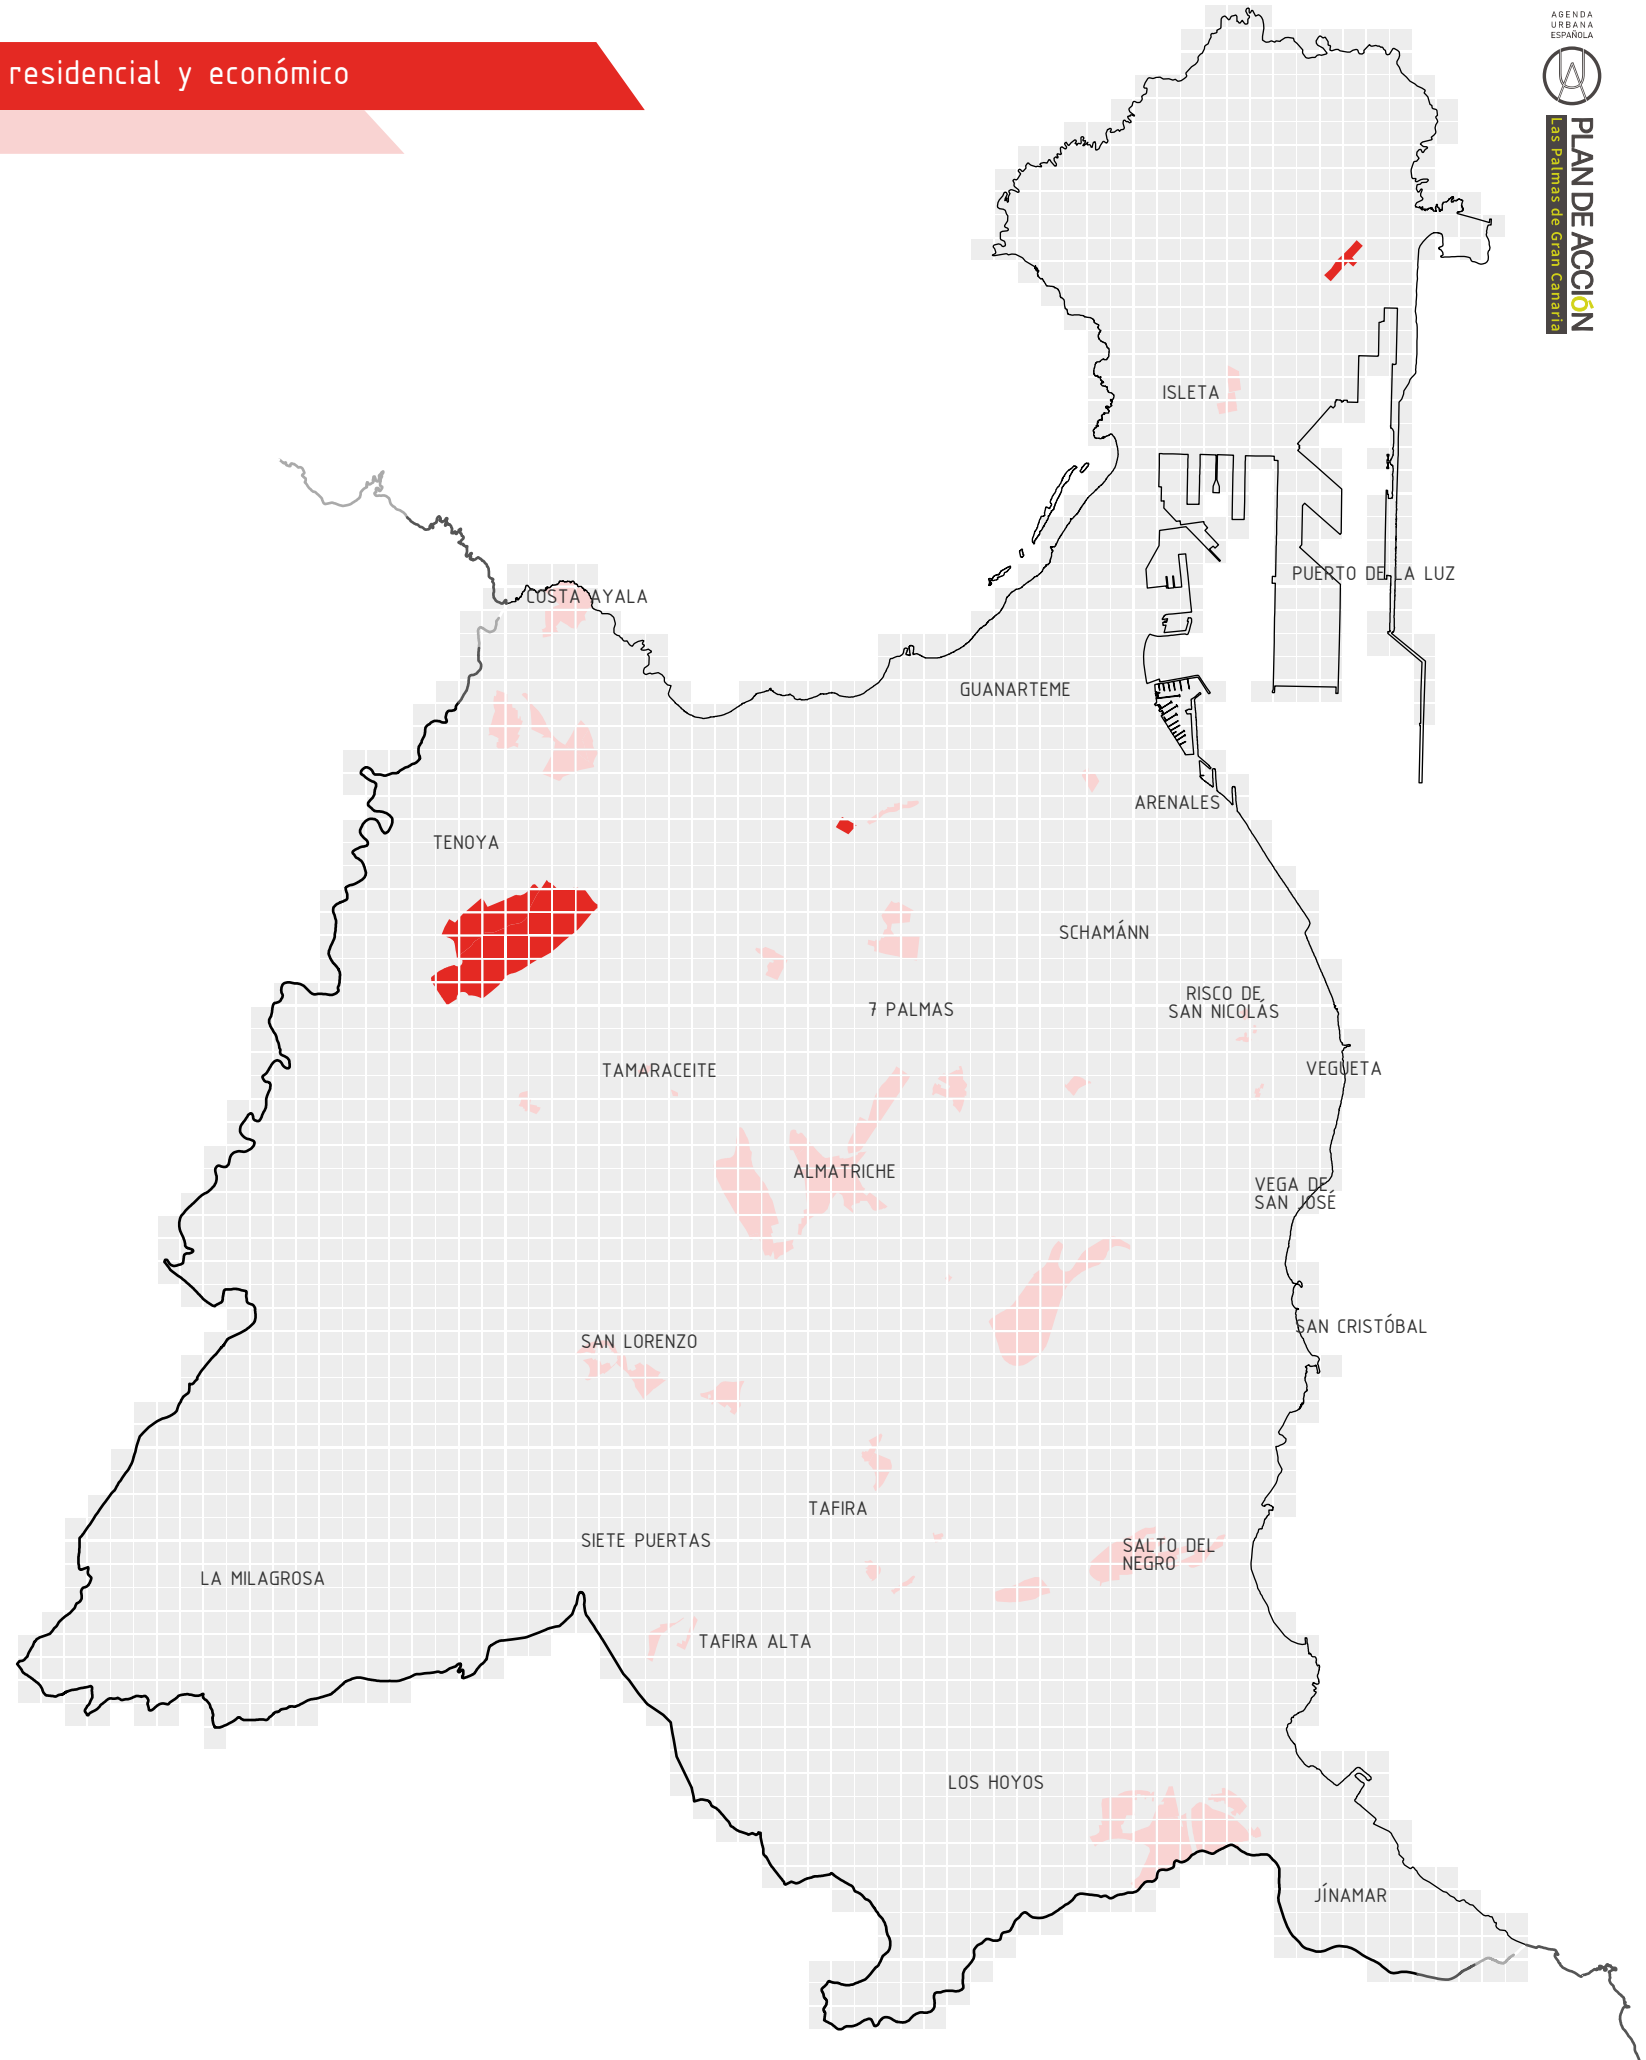 residencial y económico
AGENDA
URBANA
ESPAÑOLA
PLAN DE ACCIÓN
Las Palmas de Gran Canaria
ISLETA
PUERTO DE LA LUZ
COSTA AYALA
GUANARTEME
ARENALES
TENOYA
SCHAMÁNN
RISCO DE
SAN NICOLÁS
7 PALMAS
TAMARACEITE
VEGUETA
ALMATRICHE
VEGA DE
SAN JOSÉ
SAN CRISTÓBAL
SAN LORENZO
TAFIRA
SIETE PUERTAS
SALTO DEL
NEGRO
LA MILAGROSA
TAFIRA ALTA
LOS HOYOS
JÍNAMAR